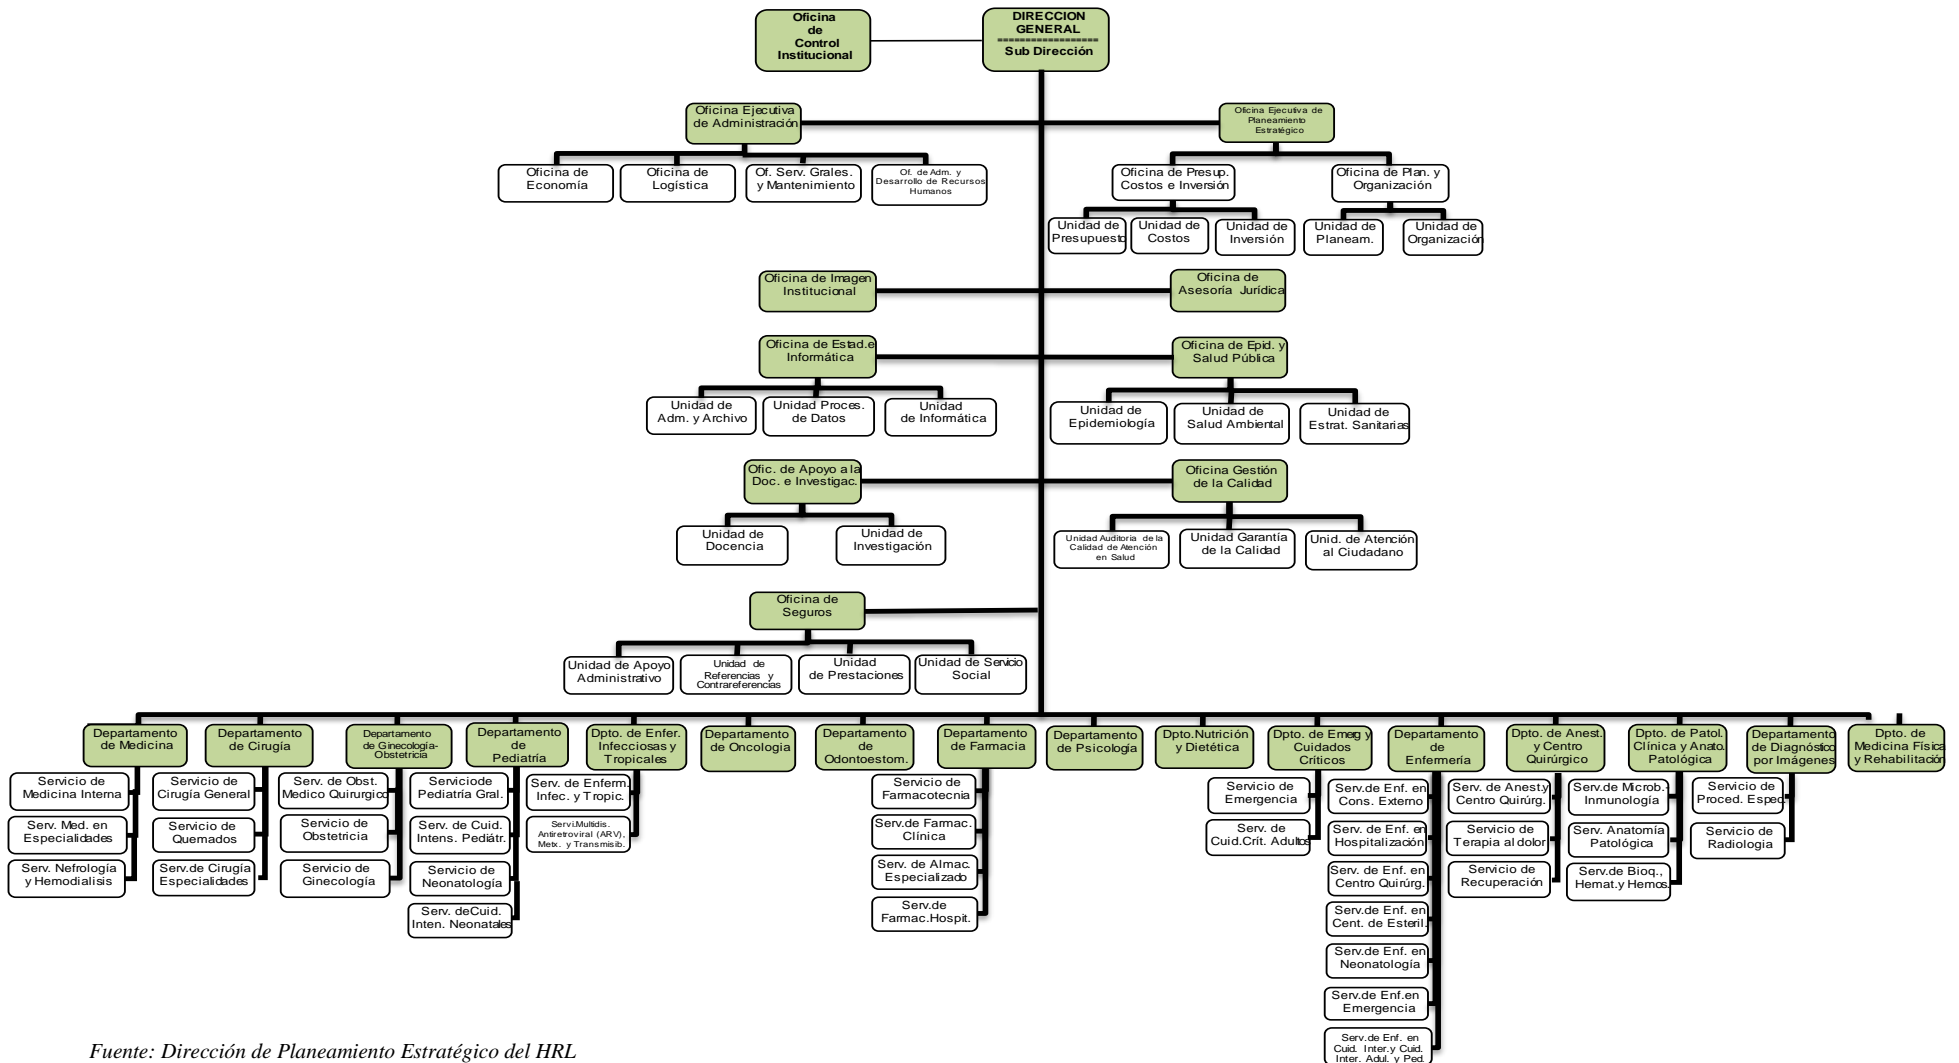 Oficina
de
Control
Institucional
DIRECCION
GENERAL
==================
Sub Dirección
Oficina Ejecutiva
de Administración
Oficina Ejecutiva de
Planeamiento
Estratégico
Oficina de
Economía
Oficina de
Logística
Of. Serv. Grales.
y Mantenimiento
Of. de Adm. y
Desarrollo de Recursos
Humanos
Oficina de Presup.
Costos e Inversión
Oficina de Plan. y
Organización
Unidad de
Presupuesto
Unidad de
Costos
Unidad de
Inversión
Unidad de
Planeam.
Unidad de
Organización
Oficina de Imagen
Institucional
Oficina de
Asesoría Jurídica
Oficina de Estad.e
Informática
Oficina de Epid. y
Salud Pública
Unidad de
Adm. y Archivo
Unidad Proces.
de Datos
Unidad
de Informática
Unidad de
Epidemiología
Unidad de
Salud Ambiental
Unidad de
Estrat. Sanitarias
Ofic. de Apoyo a la
Doc. e Investigac.
Oficina Gestión
de la Calidad
Unidad de
Docencia
Unidad de
Investigación
Unidad Auditoria de la
Calidad de Atención
en Salud
Unidad Garantía
de la Calidad
Unid. de Atención
al Ciudadano
Oficina de
Seguros
Unidad de Apoyo
Administrativo
Unidad de
Referencias y
Contrareferencias
Unidad
de Prestaciones
Unidad de Servicio
Social
Departamento
de Medicina
Departamento
de Cirugía
Departamento
de Ginecología-
Obstetricia
Departamento
de
Pediatría
Dpto. de Enfer.
Infecciosas y
Tropicales
Departamento
de Oncologia
Departamento
de
Odontoestom.
Departamento
de Farmacia
Departamento
de Psicología
Dpto.Nutrición
y Dietética
Dpto. de Emerg y
Cuidados
Críticos
Departamento
de
Enfermería
Dpto. de Anest.
y Centro
Quirúrgico
Dpto. de Patol.
Clínica y Anato.
Patológica
Departamento
de Diagnóstico
por Imágenes
Dpto. de
Medicina Física
y Rehabilitación
Servicio de
Medicina Interna
Serv. Med. en
Especialidades
Serv. Nefrología
y Hemodialisis
Servicio de
Cirugía General
Servicio de
Quemados
Serv.de Cirugía
Especialidades
Serv. de Obst.
Medico Quirurgico
Servicio de
Obstetricia
Servicio de
Ginecología
Serviciode
Pediatría Gral.
Serv. de Cuid.
Intens. Pediátr.
Servicio de
Neonatología
Serv. deCuid.
Inten. Neonatales
Serv. de Enferm.
Infec. y Tropic.
Servi.Multidis.
Antiretroviral (ARV),
Metx. y Transmisib.
Servicio de
Farmacotecnia
Serv.de Farmac.
Clínica
Serv. de Almac.
Especializado
Serv.de
Farmac.Hospit.
Servicio de
Emergencia
Serv. de
Cuid.Crít. Adultos
Serv.de Enf. en
Cons. Externo
Serv. de Enf. en
Hospitalización
Serv. de Enf. en
Centro Quirúrg.
Serv.de Enf. en
Cent. de Esteril.
Serv.de Enf. en
Neonatología
Serv.de Enf.en
Emergencia
Serv.de Enf. en
Cuid. Inter.y Cuid.
Inter. Adul. y Ped.
Serv. de Anest.y
Centro Quirúrg.
Servicio de
Terapia al dolor
Servicio de
Recuperación
Serv.de Microb.-
Inmunología
Serv. Anatomía
Patológica
Serv.de Bioq.,
Hemat.y Hemos.
Servicio de
Proced. Espec.
Servicio de
Radiologia
Fuente: Dirección de Planeamiento Estratégico del HRL